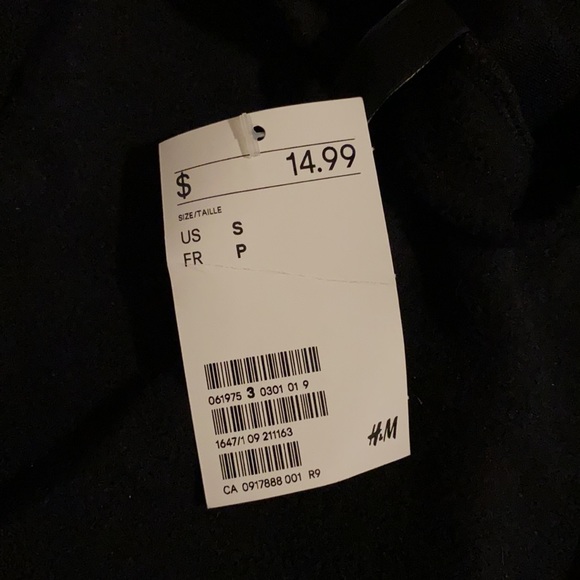 $ 14.99
SIZE/TAILLE
US S
FR P
061975 3 0301 01 9
1647/1 09 211163
H&M
CA 0917888 001 R9